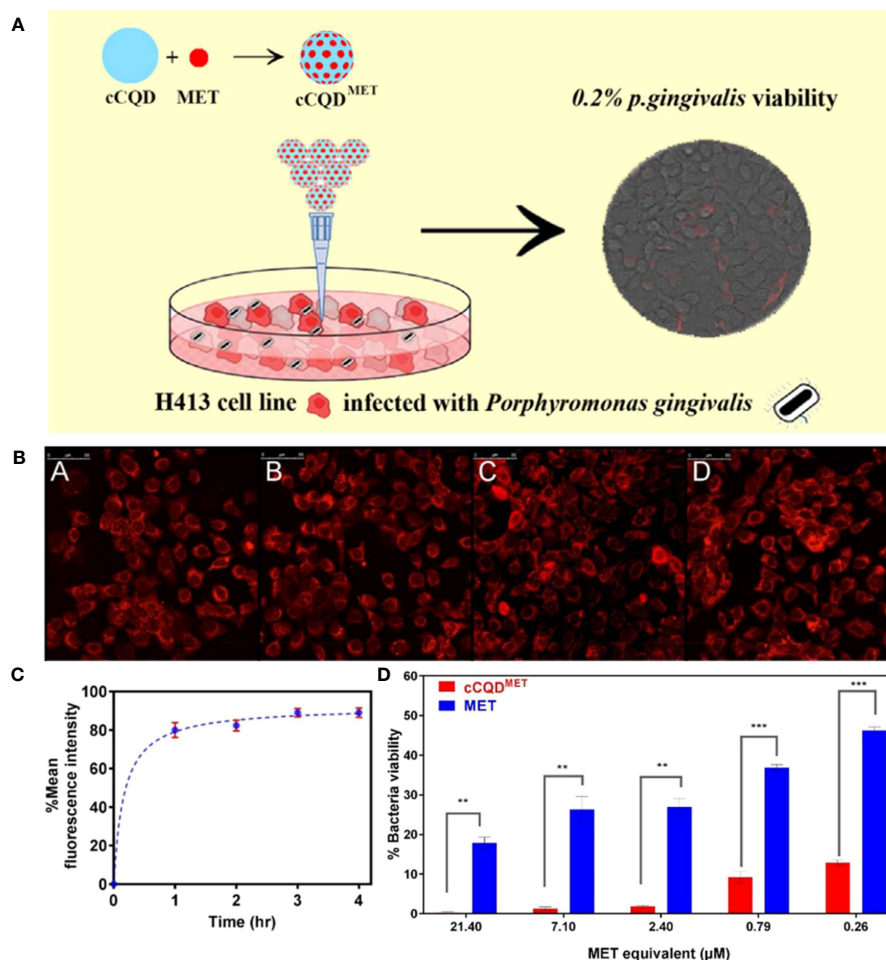 A
cCQD + MET → cCQD^MET
0.2% p.gingivalis viability
H413 cell line infected with Porphyromonas gingivalis
B
A B C D
C
%Mean
fluorescence intensity
100
80
60
40
20
0
0 1 2 3 4
Time (hr)
D
cCQD^MET
MET
% Bacteria viability
60
50
40
30
20
10
0
** ** ** *** ***
21.40 7.10 2.40 0.79 0.26
MET equivalent (μM)